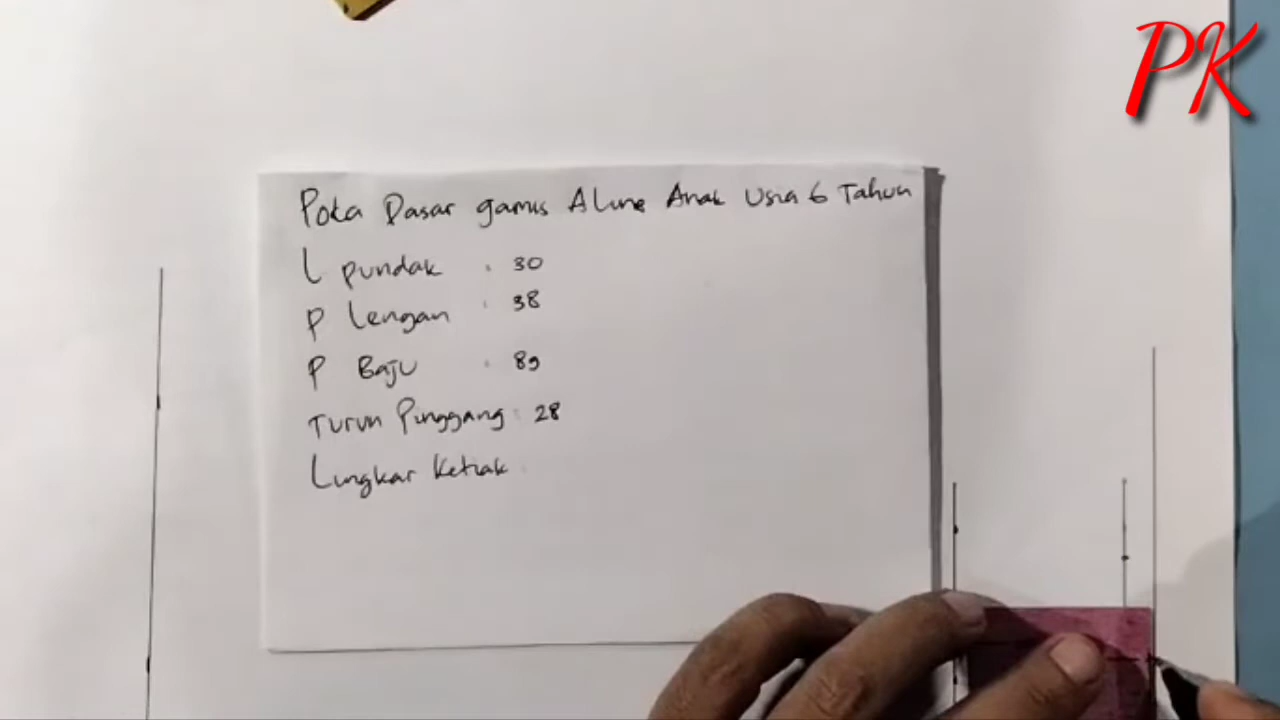 PK
Pola Dasar gamis Aline Anak Usia 6 Tahun
L pundak : 30
P Lengan : 38
P Baju : 89
Turun Pinggang : 28
Lingkar Ketiak :